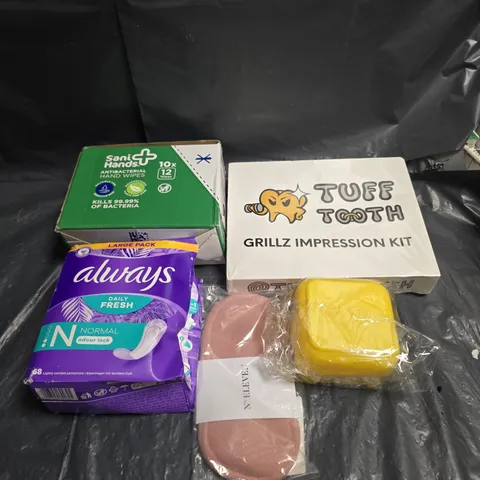 Sani
Hands
ANTIBACTERIAL
HAND WIPES
10x
12
KILLS 99.99%
OF BACTERIA
TUFF
TOOTH
GRILLZ IMPRESSION KIT
LARGE PACK
always
DAILY
FRESH
N NORMAL
odour lock
68
N°ELEVEN